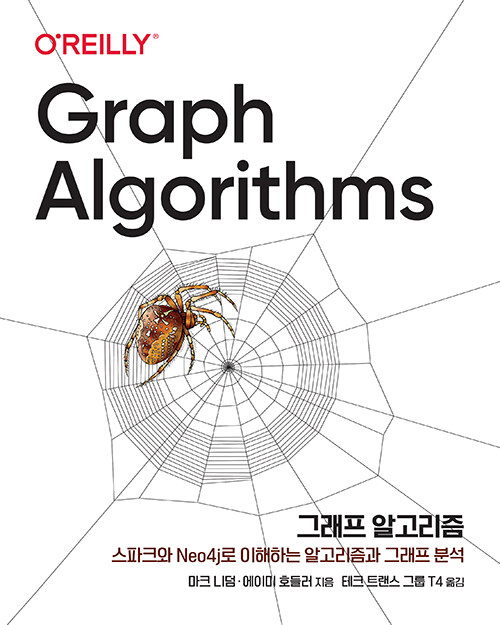 O'REILLY®
Graph
Algorithms
그래프 알고리즘
스파크와 Neo4j로 이해하는 알고리즘과 그래프 분석
마크 니덤·에이미 호들러 지음 테크 트랜스 그룹 T4 옮김